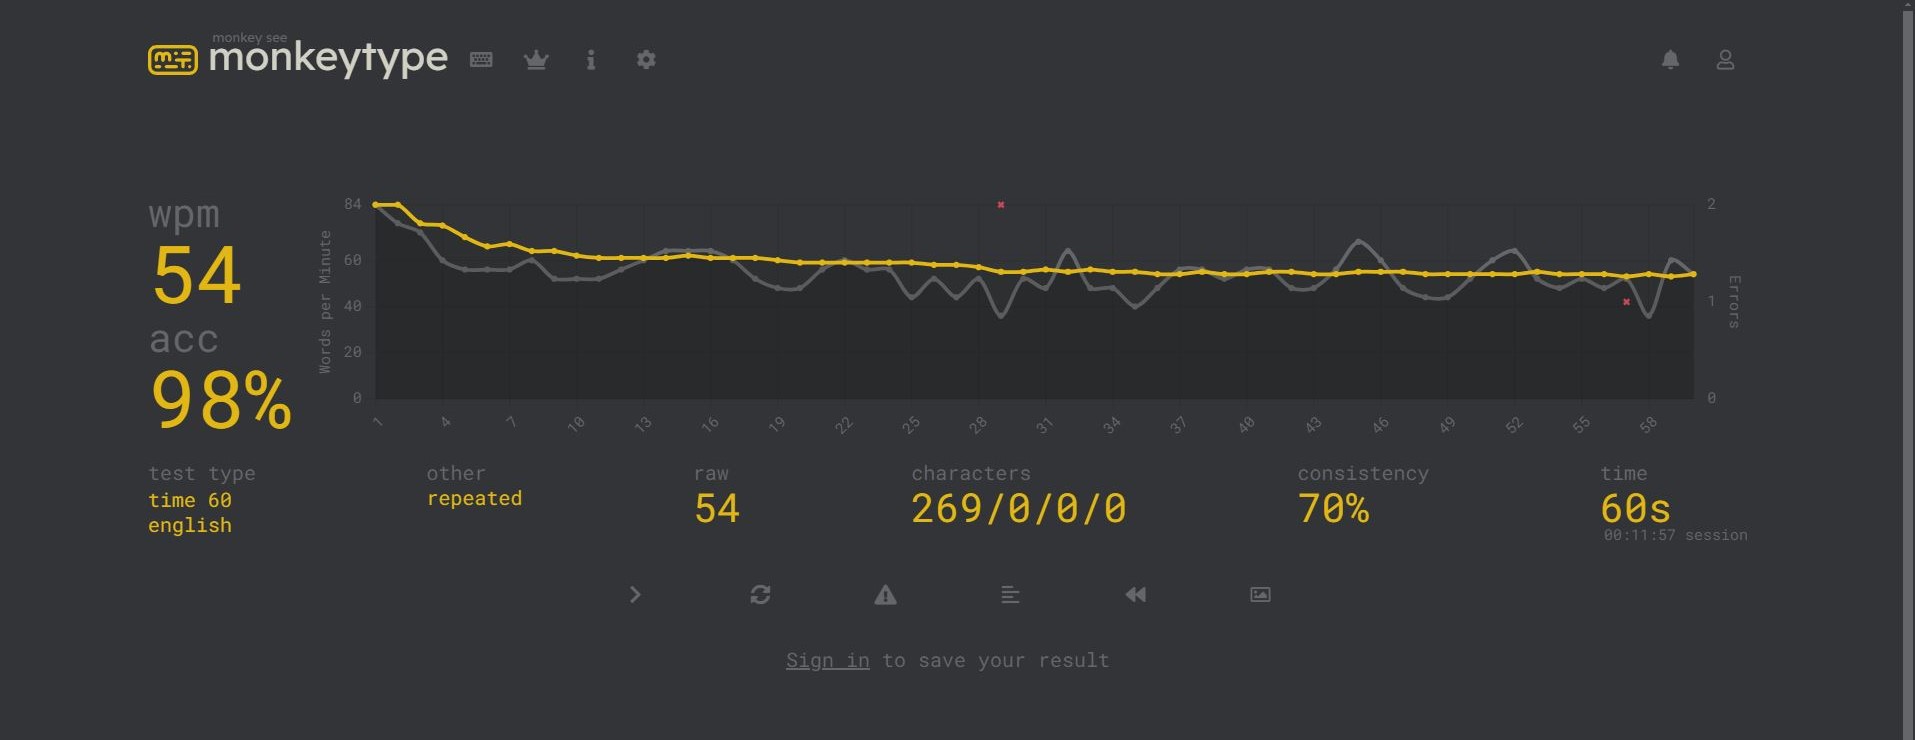 monkey see
monkeytype
wpm
54
acc
98%
Words per Minute
84
60
40
20
0
2
1
0
Errors
1 4 7 10 13 16 19 22 25 28 31 34 37 40 43 46 49 52 55 58
test type
time 60
english
other
repeated
raw
54
characters
269/0/0/0
consistency
70%
time
60s
00:11:57 session
Sign in to save your result